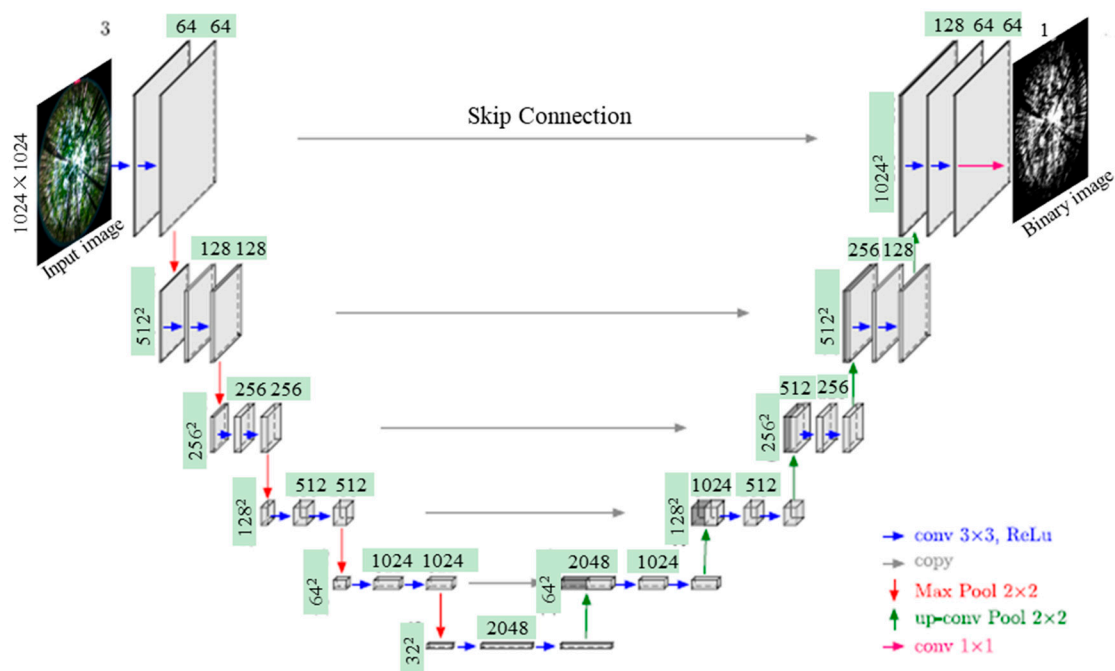 3
64 64
128 64 64
1
1024×1024
Input image
Skip Connection
1024²
Binary image
128 128
512²
256 128
512²
256 256
256²
512 256
256²
512 512
128²
1024 512
128²
1024 1024
64²
2048 1024
64²
2048
32²
conv 3×3, ReLu
copy
Max Pool 2×2
up-conv Pool 2×2
conv 1×1